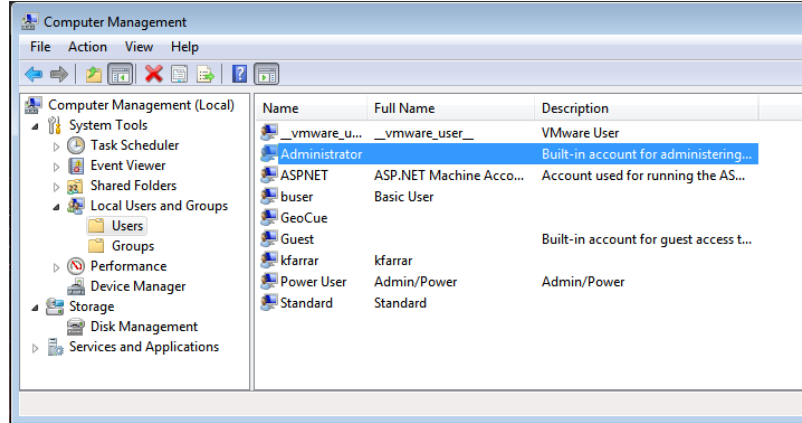 Computer Management
File Action View Help
Computer Management (Local)
System Tools
Task Scheduler
Event Viewer
Shared Folders
Local Users and Groups
Users
Groups
Performance
Device Manager
Storage
Disk Management
Services and Applications
Name Full Name Description
__vmware_u... __vmware_user__ VMware User
Administrator Built-in account for administering...
ASPNET ASP.NET Machine Acco... Account used for running the AS...
buser Basic User
GeoCue
Guest Built-in account for guest access t...
kfarrar kfarrar
Power User Admin/Power Admin/Power
Standard Standard